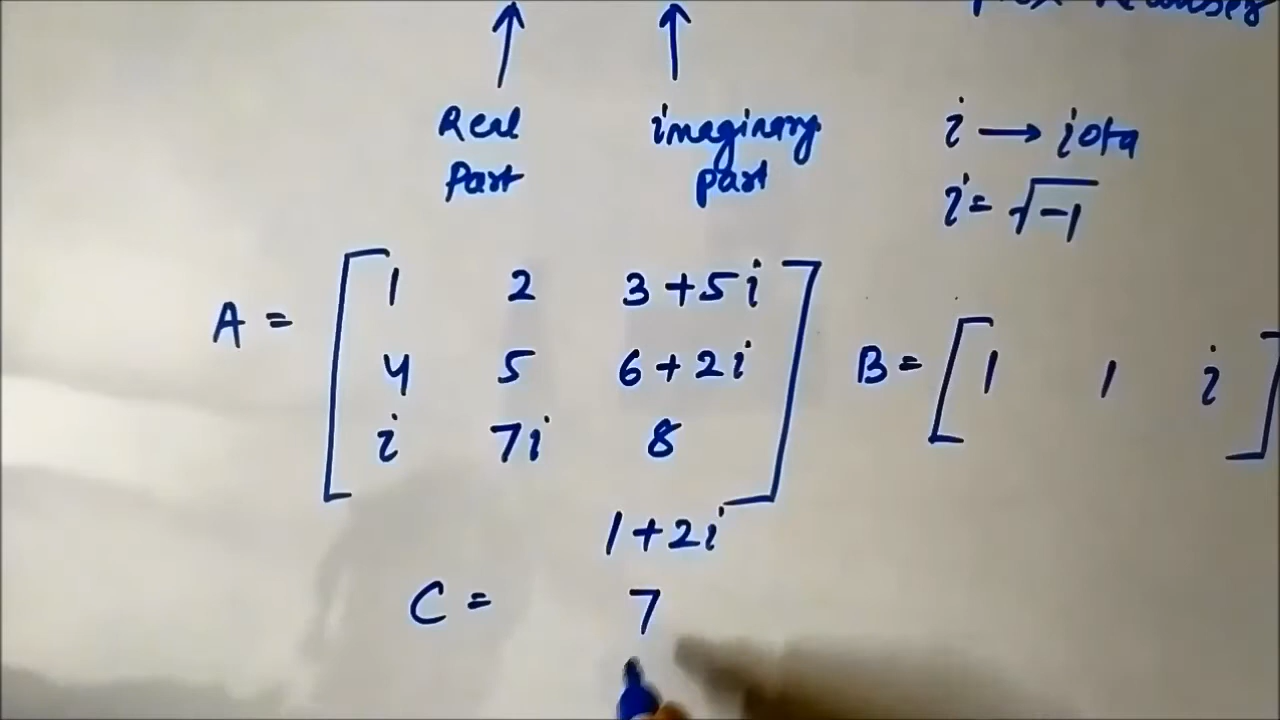 Real imaginary
Part part
i → iota
i = √-1
A = [ 1 2 3+5i
4 5 6+2i
i 7i 8 ]
B = [ 1 1 i ]
1+2i
C = 7